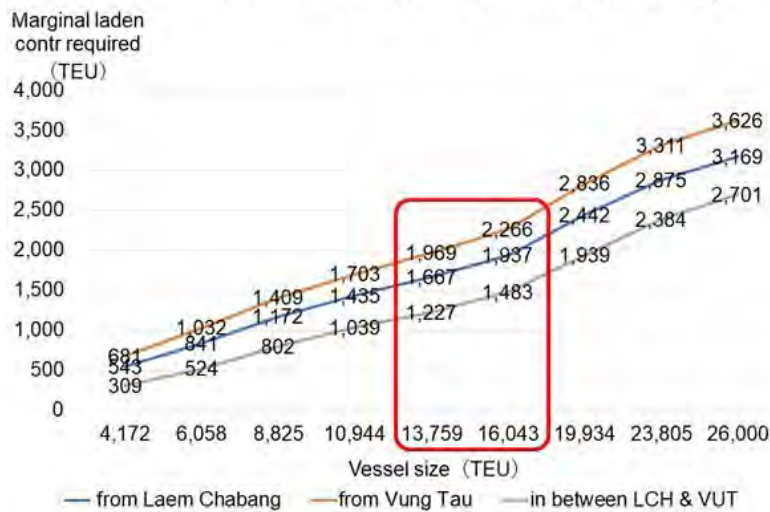 Marginal laden
contr required
(TEU)
4,000
3,500
3,000
2,500
2,000
1,500
1,000
500
0
681 1,032 1,409 1,703 1,969 2,266 2,836 3,311 3,626
543 841 1,172 1,435 1,667 1,937 2,442 2,875 3,169
309 524 802 1,039 1,227 1,483 1,939 2,384 2,701
4,172 6,058 8,825 10,944 13,759 16,043 19,934 23,805 26,000
Vessel size (TEU)
from Laem Chabang from Vung Tau in between LCH & VUT